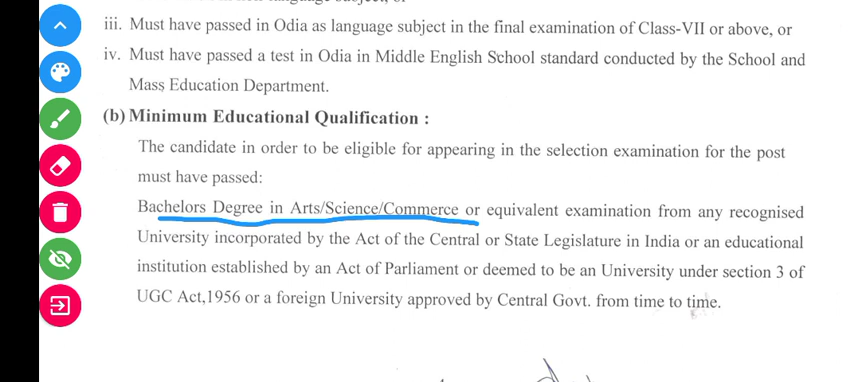 iii. Must have passed in Odia as language subject in the final examination of Class-VII or above, or
iv. Must have passed a test in Odia in Middle English School standard conducted by the School and
Mass Education Department.
(b) Minimum Educational Qualification :
The candidate in order to be eligible for appearing in the selection examination for the post
must have passed:
Bachelors Degree in Arts/Science/Commerce or equivalent examination from any recognised
University incorporated by the Act of the Central or State Legislature in India or an educational
institution established by an Act of Parliament or deemed to be an University under section 3 of
UGC Act,1956 or a foreign University approved by Central Govt. from time to time.